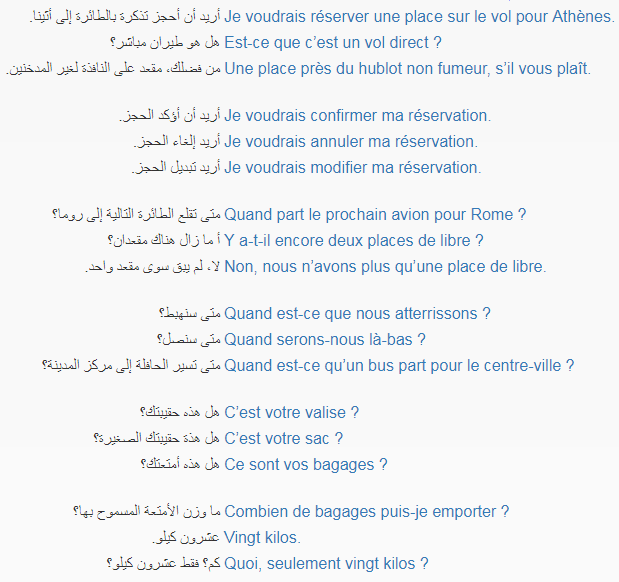 أريد أن أحجز تذكرة بالطائرة إلى أثينا. Je voudrais réserver une place sur le vol pour Athènes.
هل هو طيران مباشر؟ Est-ce que c’est un vol direct ?
من فضلك، مقعد على النافذة لغير المدخنين. Une place près du hublot non fumeur, s’il vous plaît.
أريد أن أؤكد الحجز. Je voudrais confirmer ma réservation.
أريد إلغاء الحجز. Je voudrais annuler ma réservation.
أريد تبديل الحجز. Je voudrais modifier ma réservation.
متى تقلع الطائرة التالية إلى روما؟ Quand part le prochain avion pour Rome ?
أ ما زال هناك مقعدان؟ Y a-t-il encore deux places de libre ?
لا، لم يبق سوى مقعد واحد. Non, nous n’avons plus qu’une place de libre.
متى سنهبط؟ Quand est-ce que nous atterrissons ?
متى سنصل؟ Quand serons-nous là-bas ?
متى تسير الحافلة إلى مركز المدينة؟ Quand est-ce qu’un bus part pour le centre-ville ?
هل هذه حقيبتك؟ C’est votre valise ?
هل هذة حقيبتك الصغيرة؟ C’est votre sac ?
هل هذه أمتعتك؟ Ce sont vos bagages ?
ما وزن الأمتعة المسموح بها؟ Combien de bagages puis-je emporter ?
عشرون كيلو. Vingt kilos.
كم؟ فقط عشرون كيلو؟ Quoi, seulement vingt kilos ?